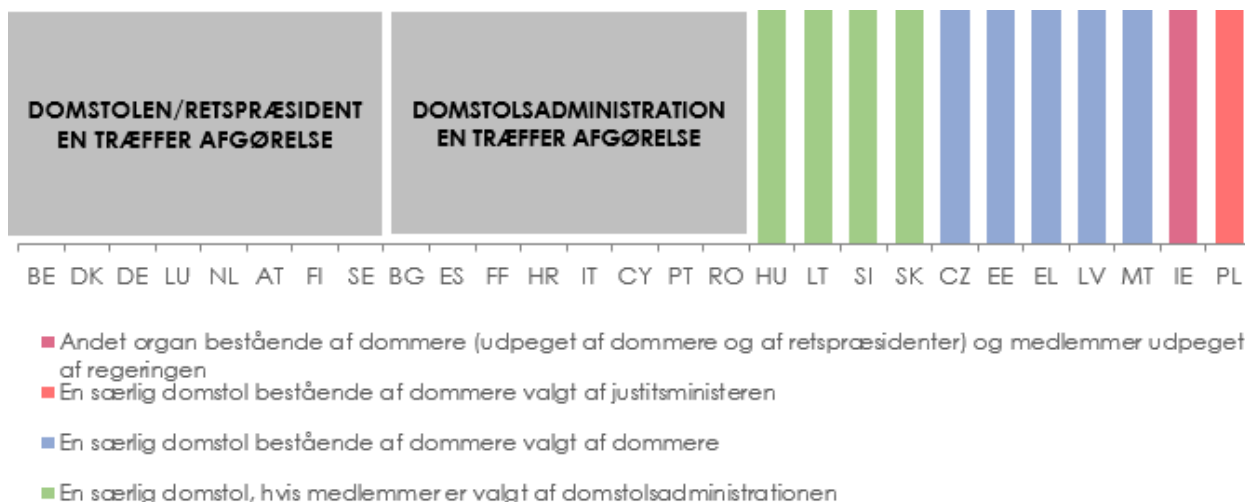 DOMSTOLEN/RETSPRÆSIDENT
EN TRÆFFER AFGØRELSE
DOMSTOLSADMINISTRATION
EN TRÆFFER AFGØRELSE
BE DK DE LU NL AT FI SE BG ES FF HR IT CY PT RO HU LT SI SK CZ EE EL LV MT IE PL
Andet organ bestående af dommere (udpeget af dommere og af retspræsidenter) og medlemmer udpeget
af regeringen
En særlig domstol bestående af dommere valgt af justitsministeren
En særlig domstol bestående af dommere valgt af dommere
En særlig domstol, hvis medlemmer er valgt af domstolsadministrationen